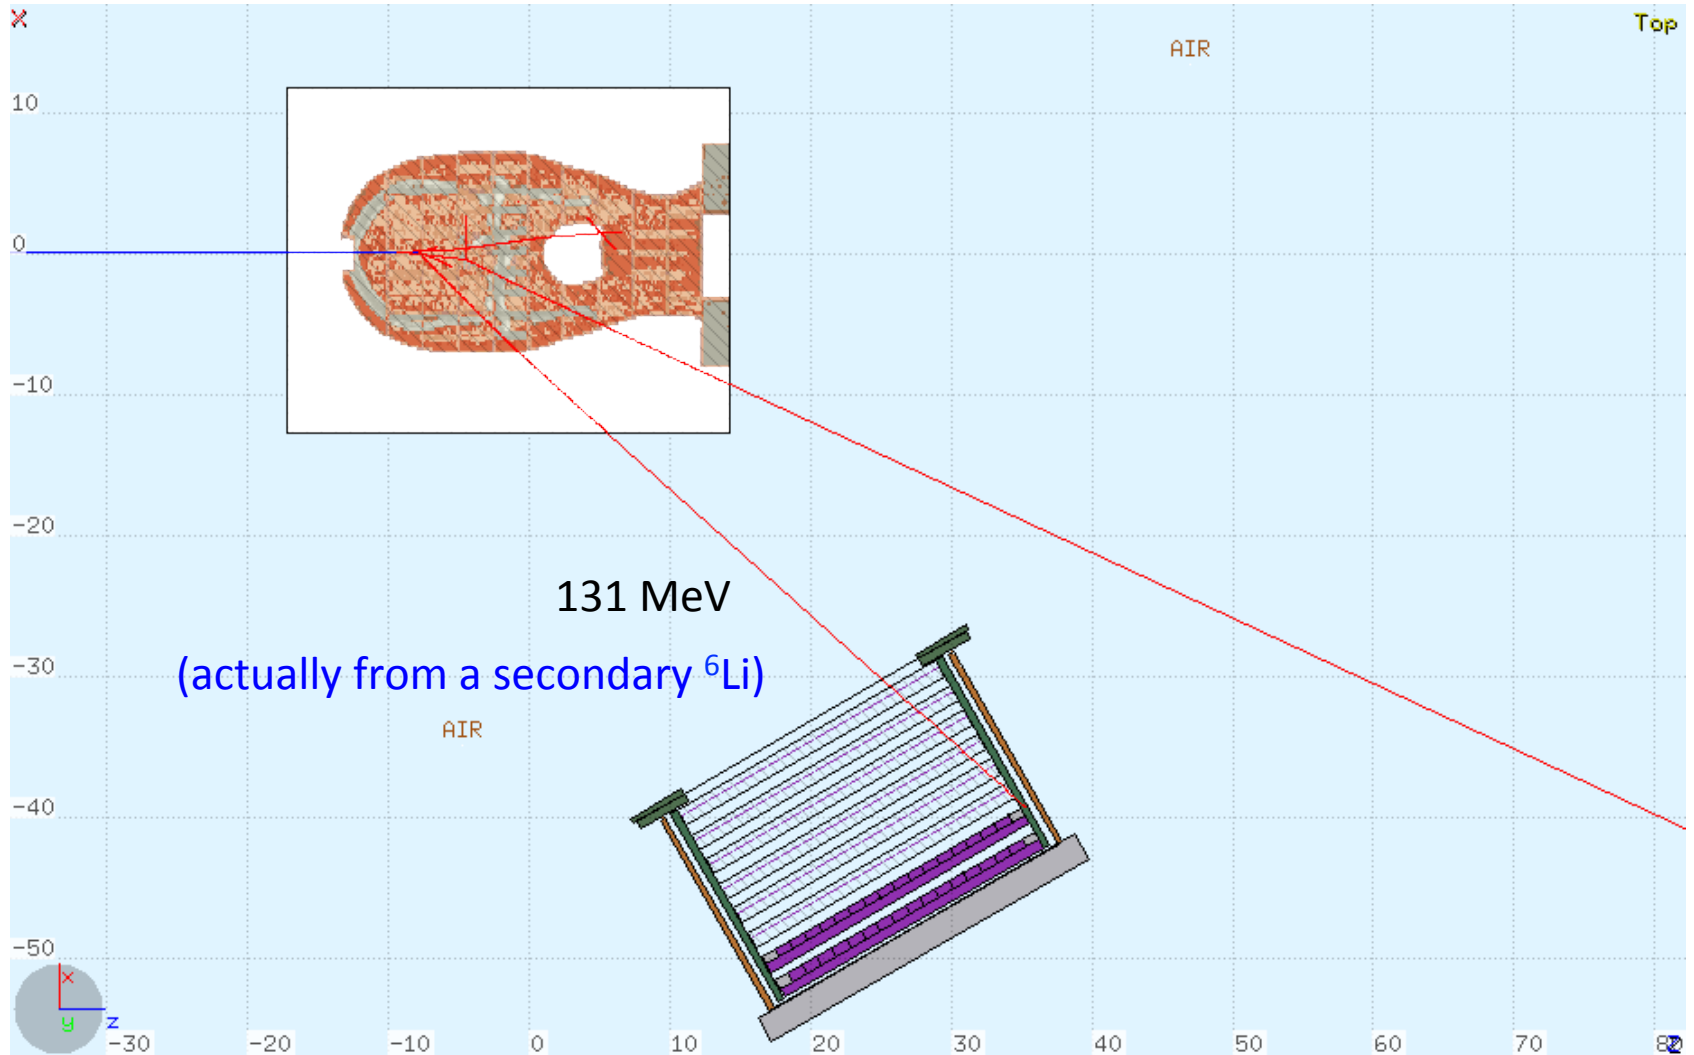 X
Top
AIR
10
0
-10
-20
131 MeV
-30
(actually from a secondary ⁶Li)
AIR
-40
-50
x
y
z
-30 -20 -10 0 10 20 30 40 50 60 70 80